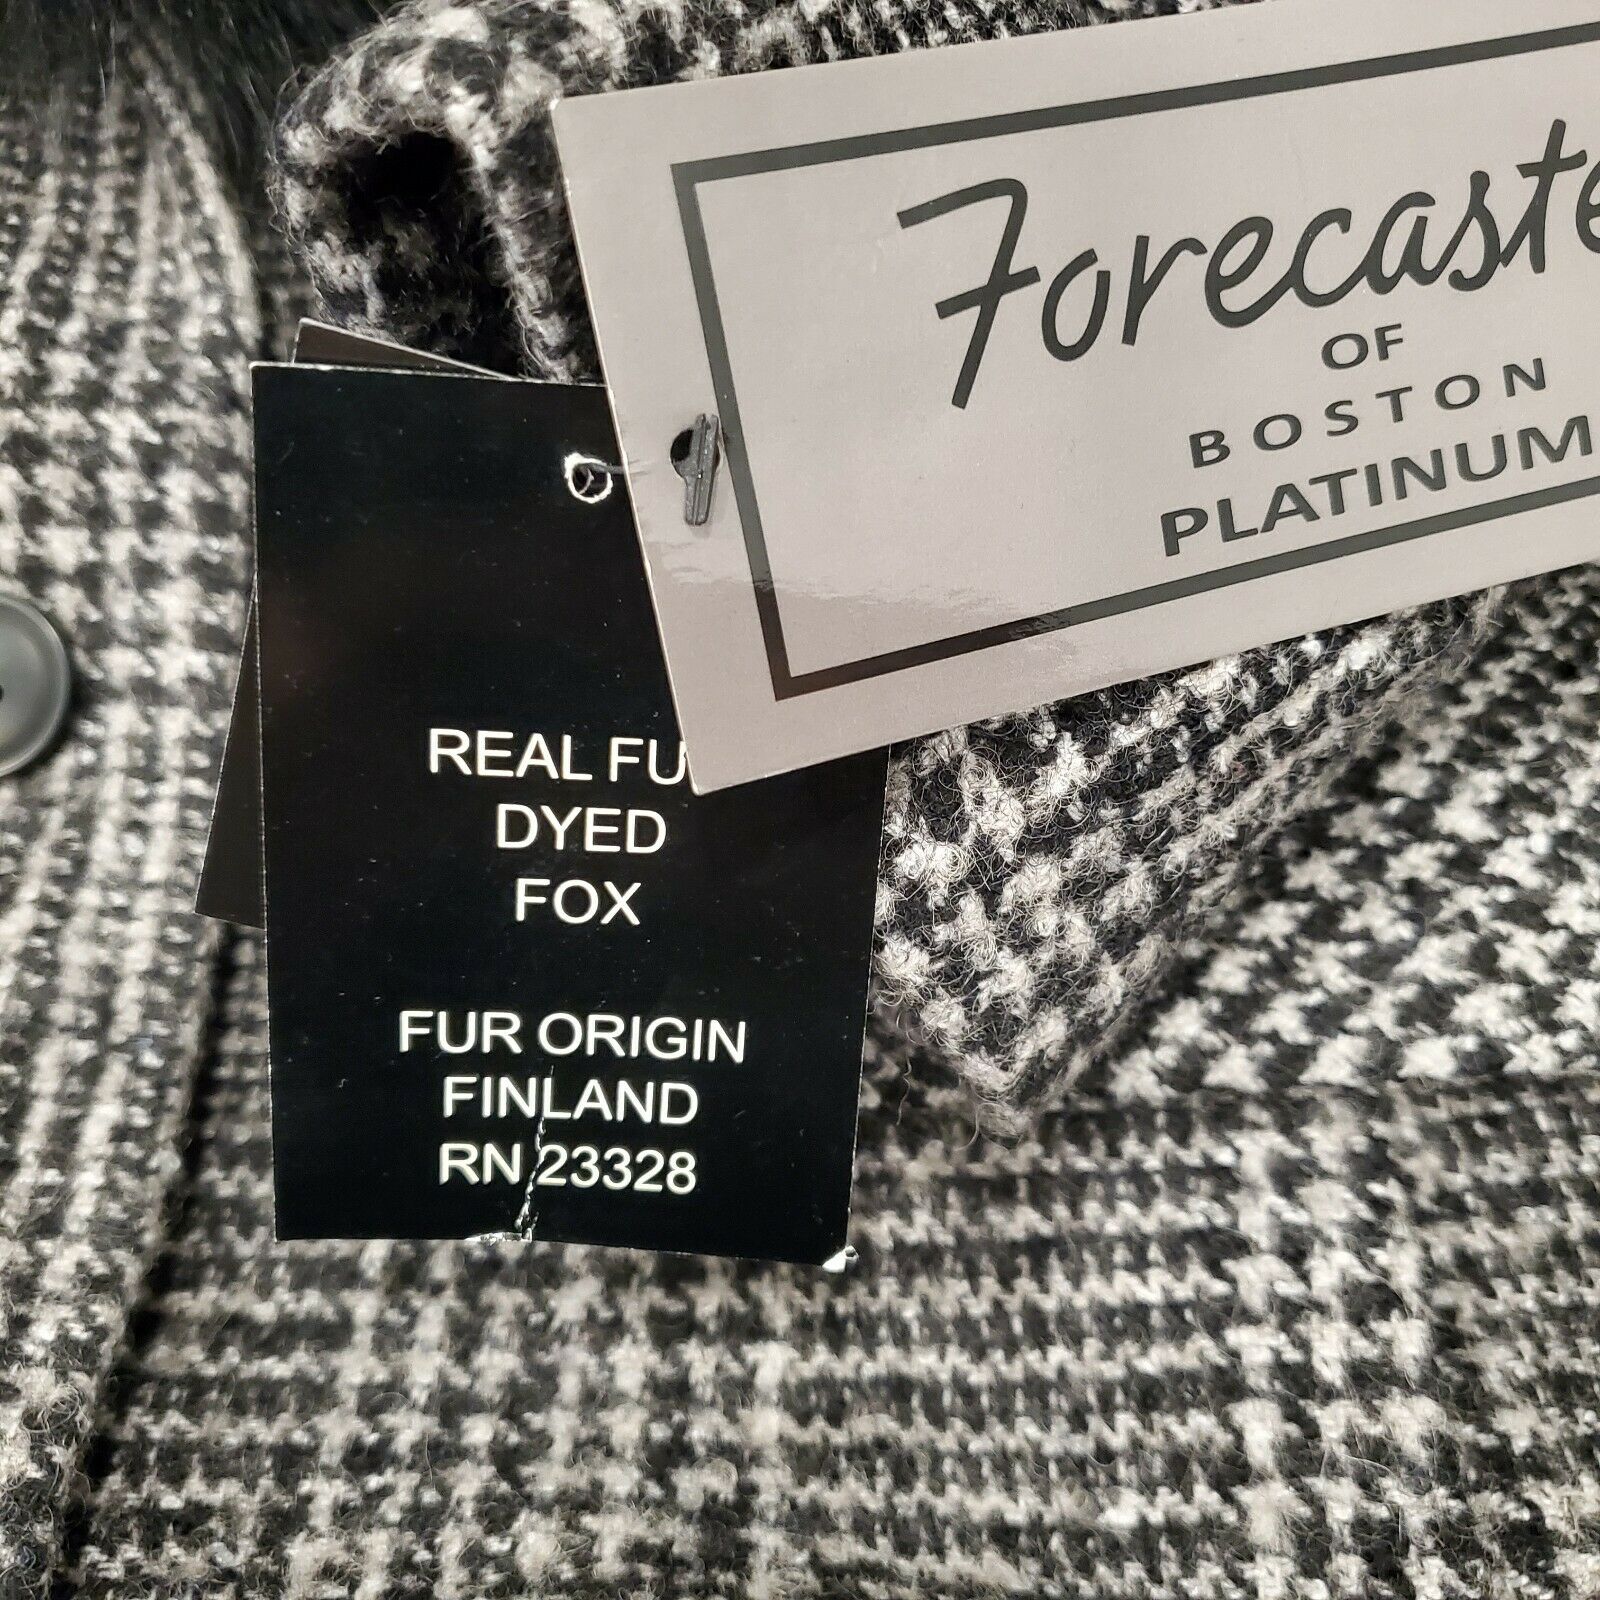 Forecaste
OF
BOSTON
PLATINUM
REAL FU
DYED
FOX
FUR ORIGIN
FINLAND
RN 23328